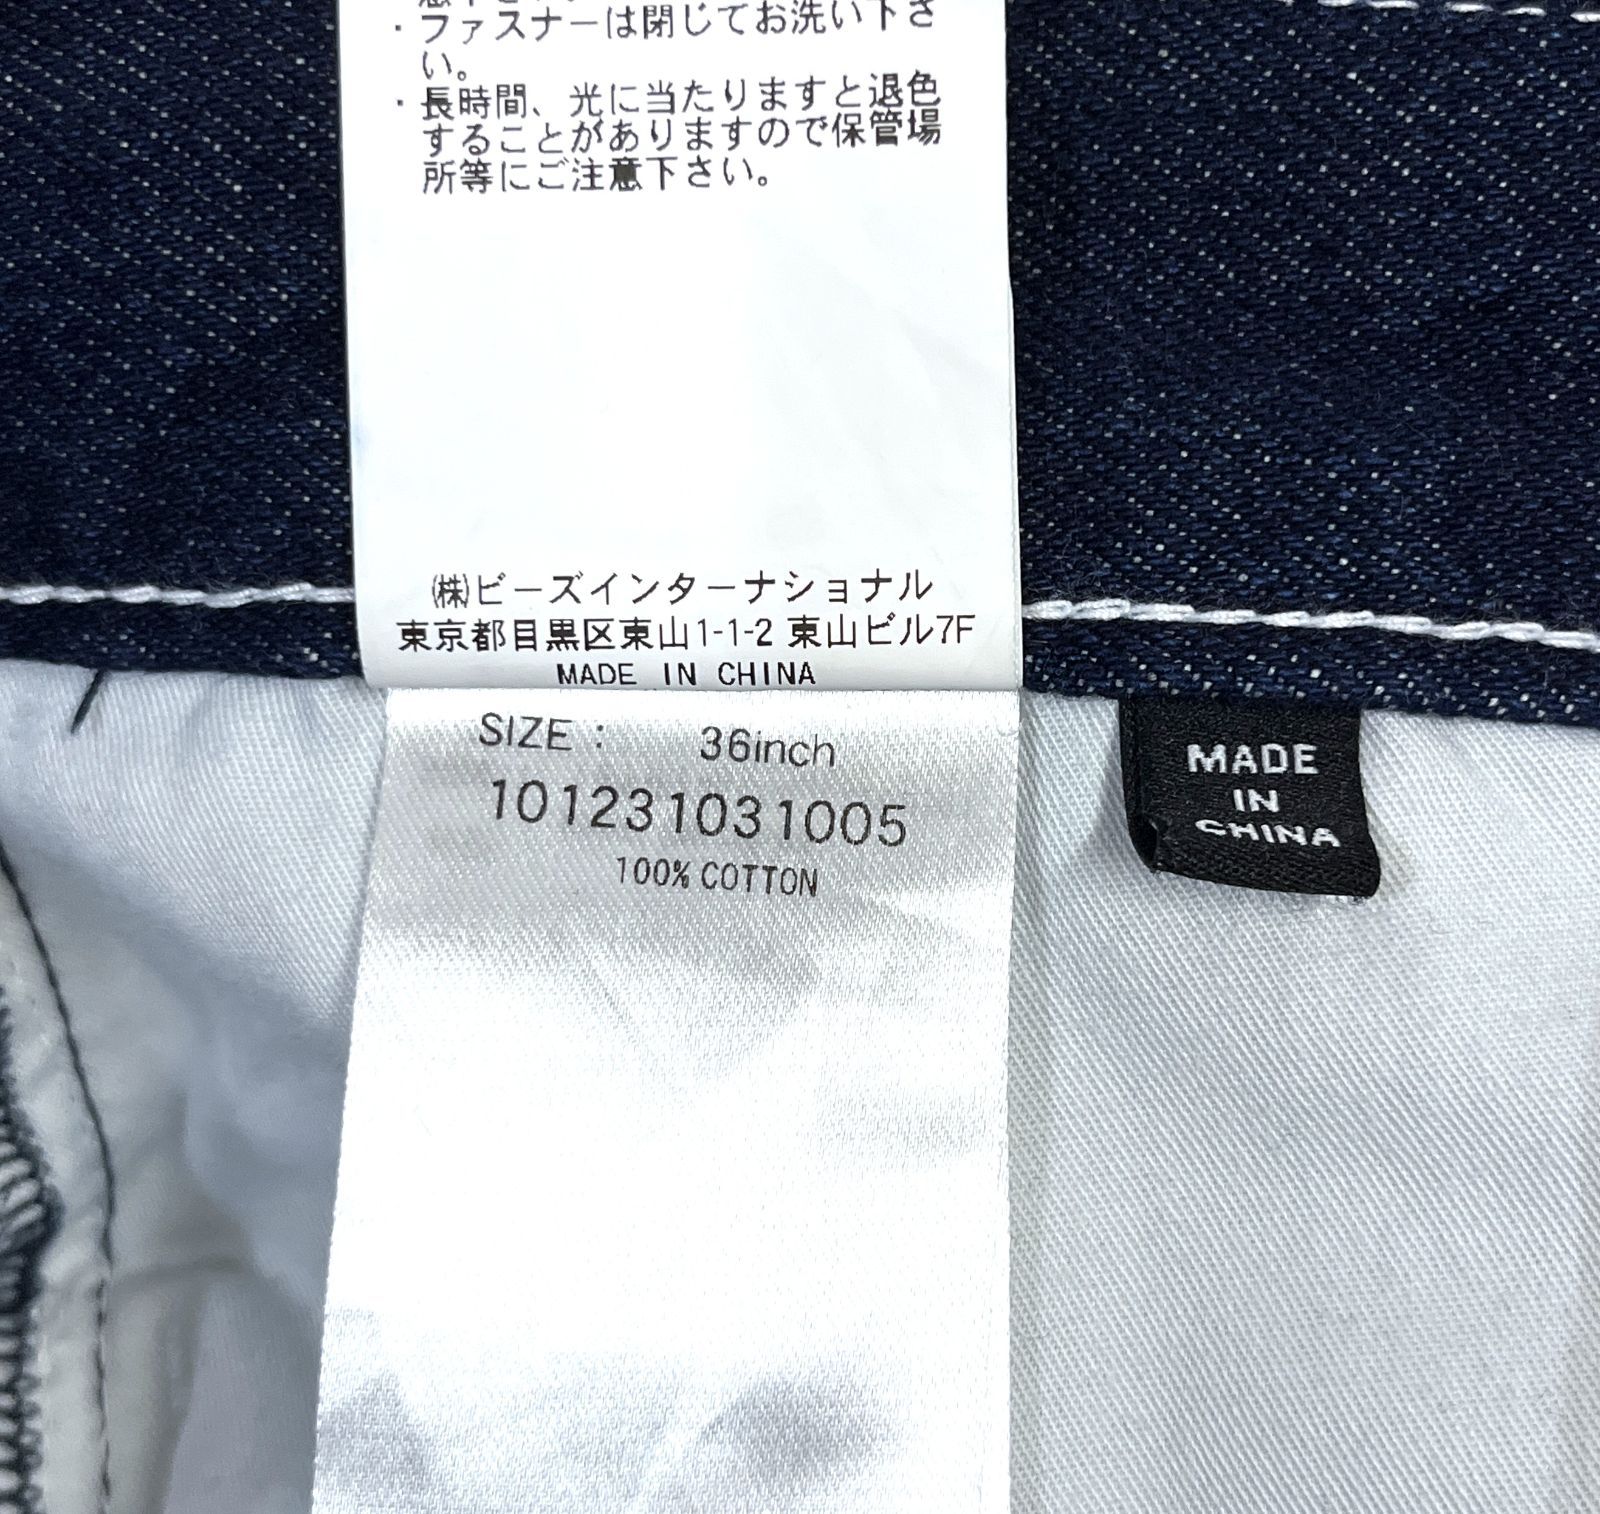 ・ファスナーは閉じてお洗い下さ
い。
・長時間、光に当たりますと退色
することがありますので保管場
所等にご注意下さい。
㈱ビーズインターナショナル
東京都目黒区東山1-1-2 東山ビル7F
MADE IN CHINA
SIZE : 36inch
101231031005
100% COTTON
MADE
IN
CHINA